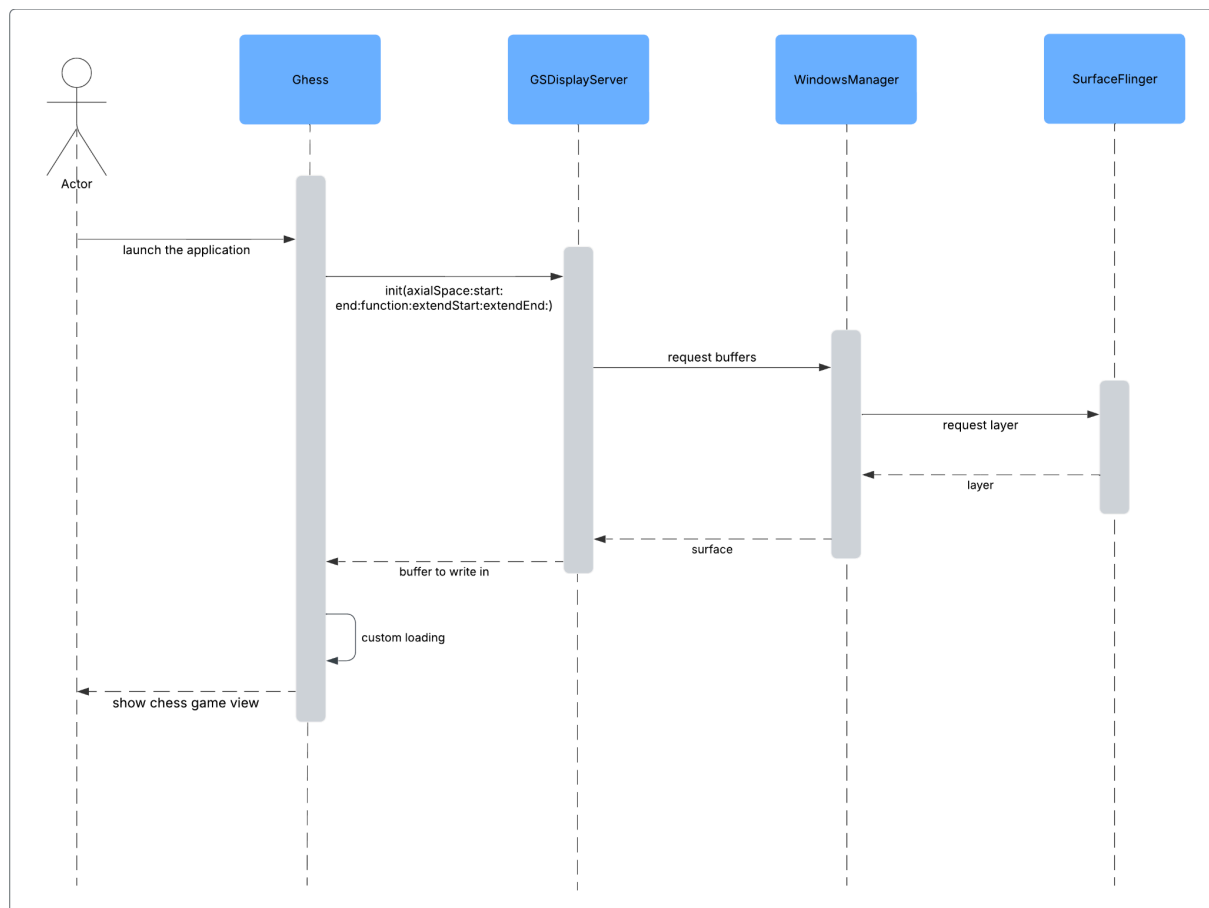 Ghess
GSDisplayServer
WindowsManager
SurfaceFlinger
Actor
launch the application
init(axialSpace:start:
end:function:extendStart:extendEnd:)
request buffers
request layer
layer
surface
buffer to write in
custom loading
show chess game view